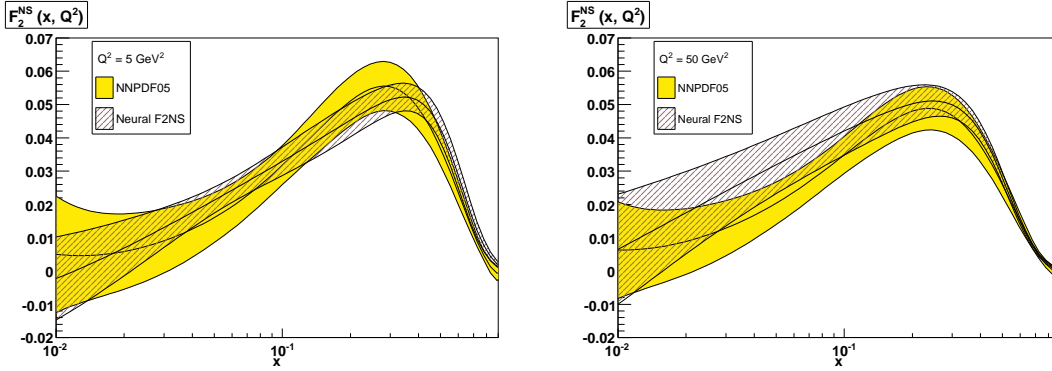 F₂ᴺˢ (x, Q²)
0.07
0.06
0.05
0.04
0.03
0.02
0.01
0
-0.01
-0.02
Q² = 5 GeV²
NNPDF05
Neural F2NS
10⁻²
10⁻¹
x
F₂ᴺˢ (x, Q²)
0.07
0.06
0.05
0.04
0.03
0.02
0.01
0
-0.01
-0.02
Q² = 50 GeV²
NNPDF05
Neural F2NS
10⁻²
10⁻¹
x